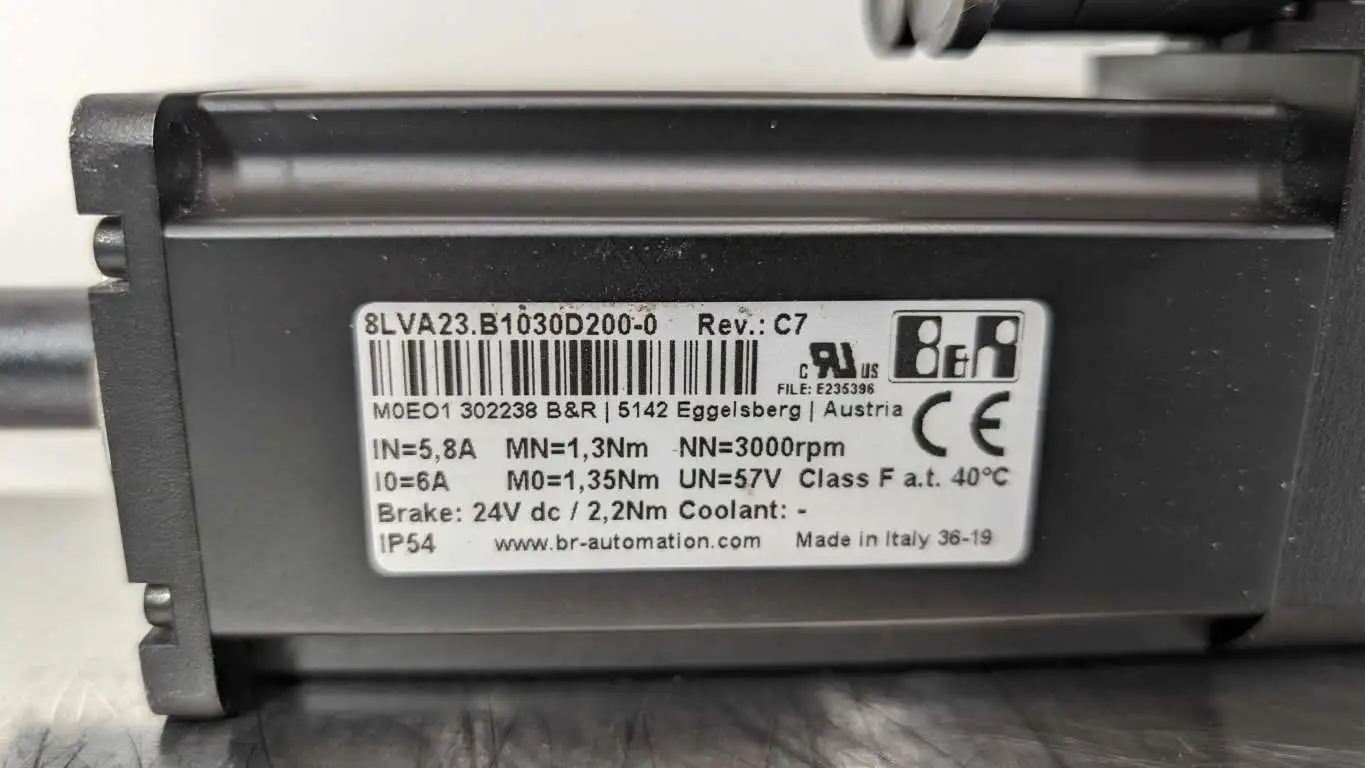 8LVA23.B1030D200-0 Rev.: C7
B&R
c RU us
FILE: E235396
M0EO1 302238 B&R | 5142 Eggelsberg | Austria
CE
IN=5,8A MN=1,3Nm NN=3000rpm
I0=6A M0=1,35Nm UN=57V Class F a.t. 40°C
Brake: 24V dc / 2,2Nm Coolant: -
IP54 www.br-automation.com Made in Italy 36-19